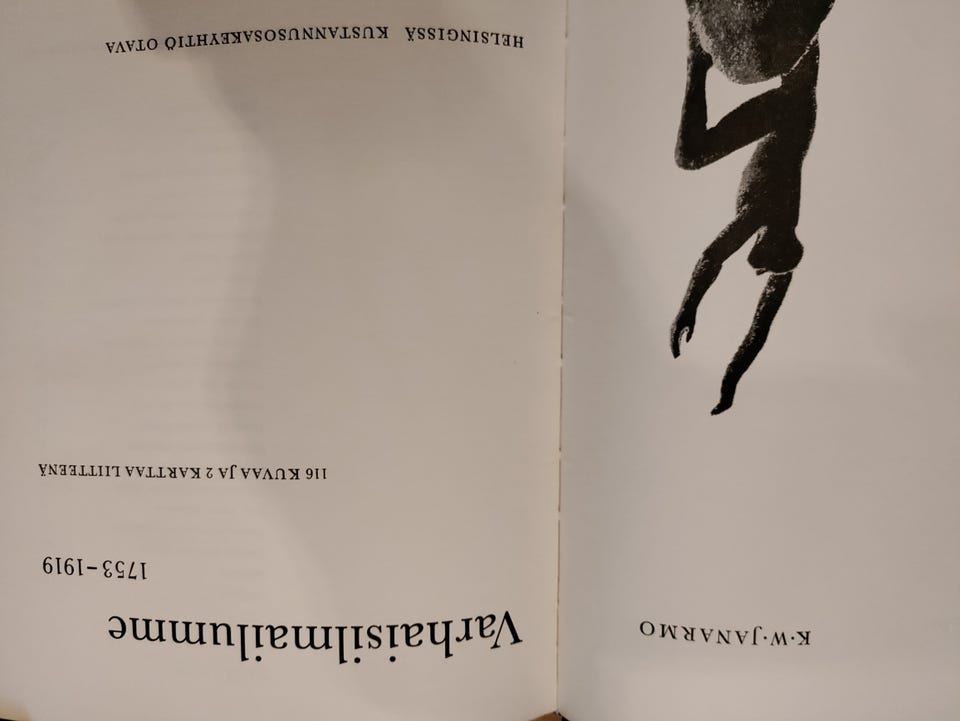 K·W·JANARMO
Varhaisilmailumme
1753–1919
116 KUVAA JA 2 KARTTAA LIITTEENÄ
HELSINGISSÄ KUSTANNUSOSAKEYHTIÖ OTAVA